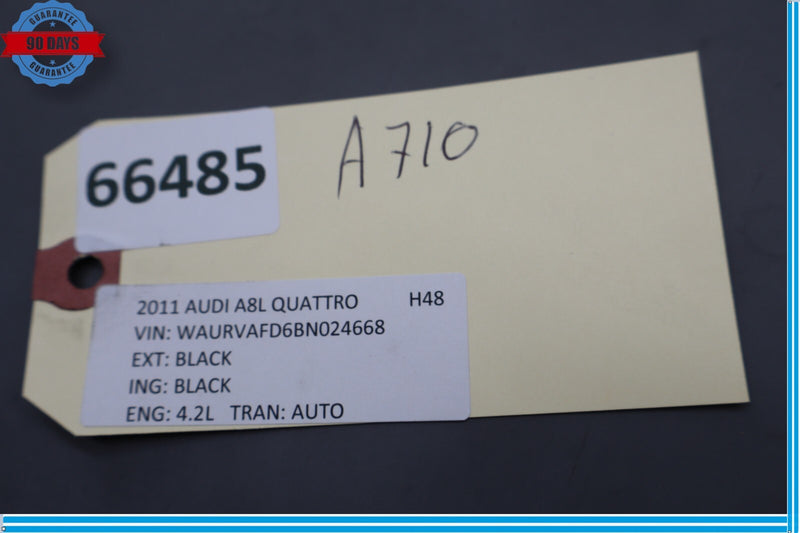 GUARANTEE
90 DAYS
GUARANTEE
66485
A710
2011 AUDI A8L QUATTRO H48
VIN: WAURVAFD6BN024668
EXT: BLACK
ING: BLACK
ENG: 4.2L TRAN: AUTO